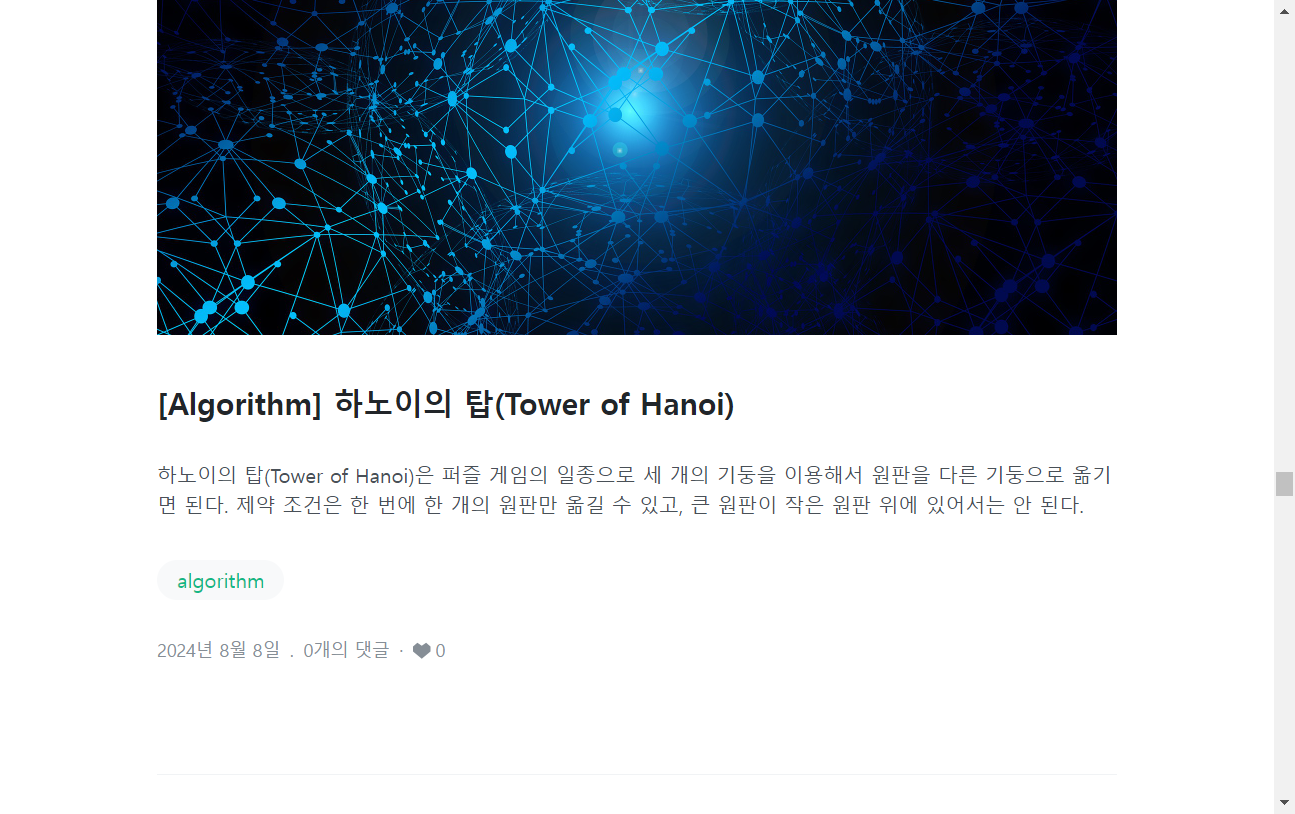 [Algorithm] 하노이의 탑(Tower of Hanoi)
하노이의 탑(Tower of Hanoi)은 퍼즐 게임의 일종으로 세 개의 기둥을 이용해서 원판을 다른 기둥으로 옮기
면 된다. 제약 조건은 한 번에 한 개의 원판만 옮길 수 있고, 큰 원판이 작은 원판 위에 있어서는 안 된다.
algorithm
2024년 8월 8일 . 0개의 댓글 · ♥ 0